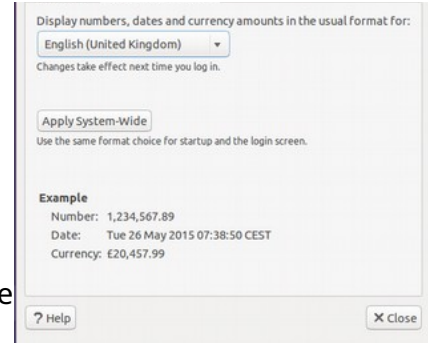 Display numbers, dates and currency amounts in the usual format for:
English (United Kingdom)
Changes take effect next time you log in.
Apply System-Wide
Use the same format choice for startup and the login screen.
Example
Number: 1,234,567.89
Date: Tue 26 May 2015 07:38:50 CEST
Currency: £20,457.99
e
? Help
X Close